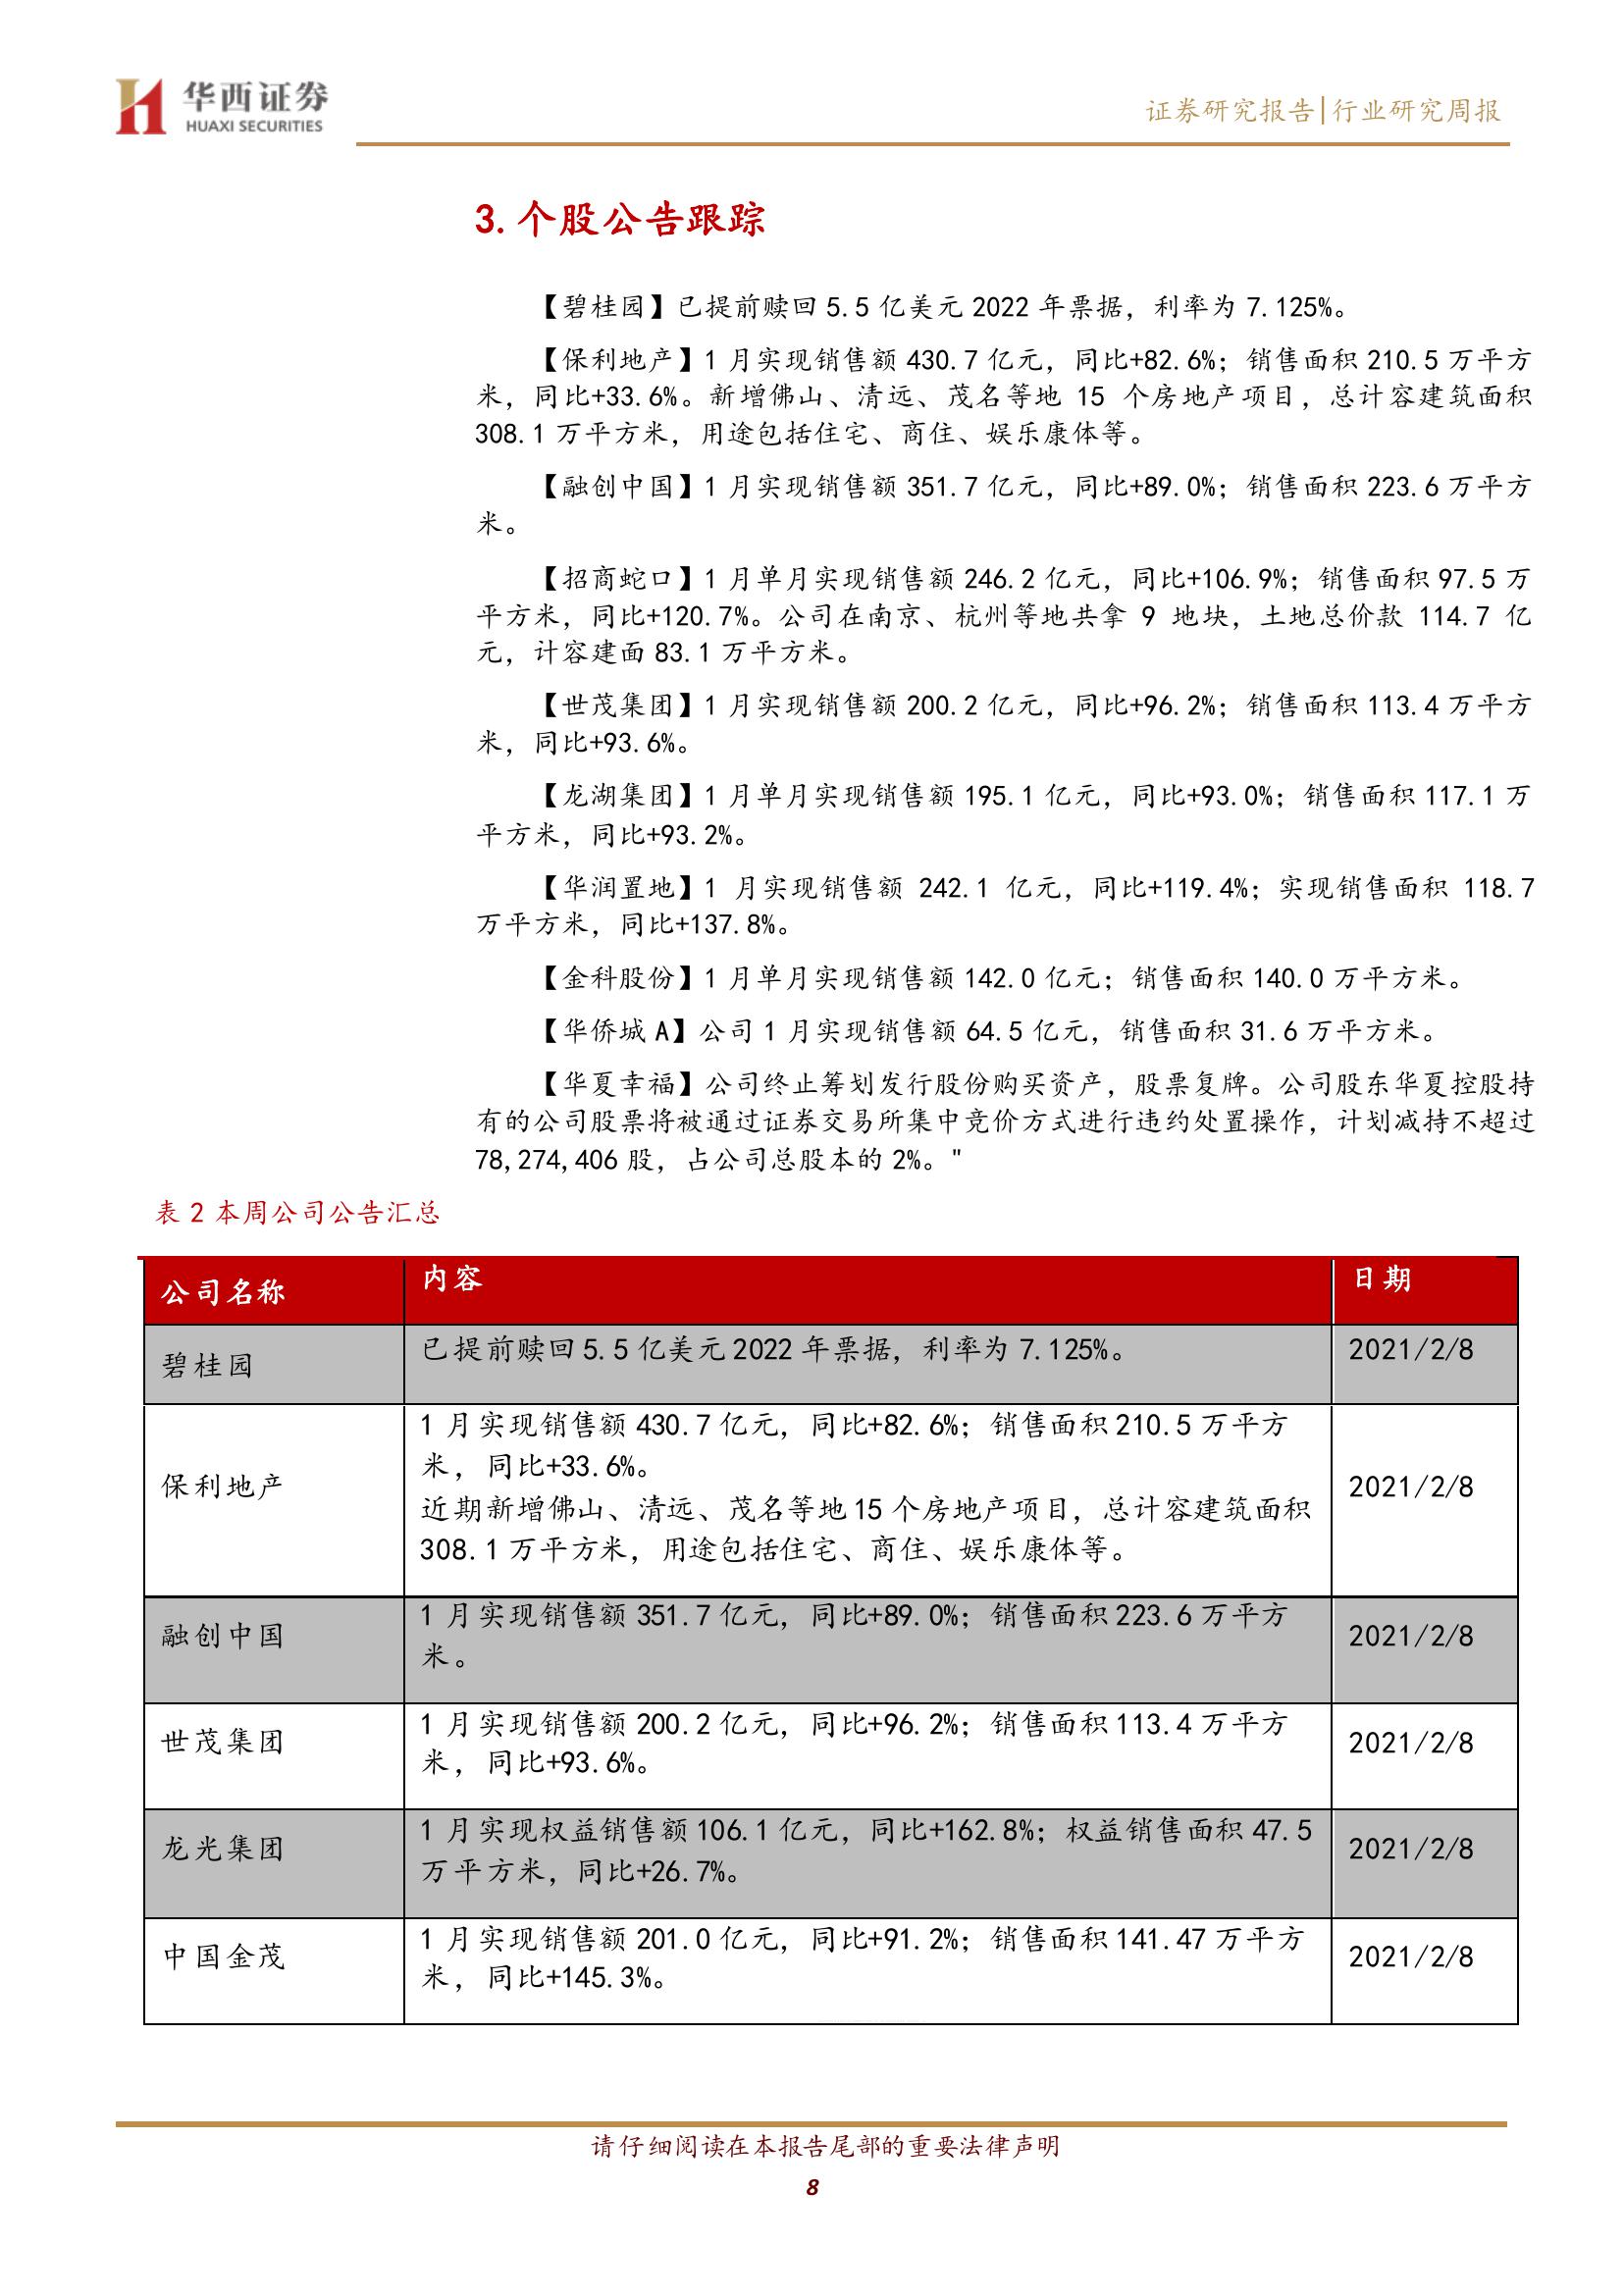 华西证券
HUAXI SECURITIES
证券研究报告|行业研究周报
3.个股公告跟踪
【碧桂园】已提前赎回 5.5 亿美元 2022 年票据，利率为 7.125%。
【保利地产】1 月实现销售额 430.7 亿元，同比+82.6%；销售面积 210.5 万平方
米，同比+33.6%。新增佛山、清远、茂名等地 15 个房地产项目，总计容建筑面积
308.1 万平方米，用途包括住宅、商住、娱乐康体等。
【融创中国】1 月实现销售额 351.7 亿元，同比+89.0%；销售面积 223.6 万平方
米。
【招商蛇口】1 月单月实现销售额 246.2 亿元，同比+106.9%；销售面积 97.5 万
平方米，同比+120.7%。公司在南京、杭州等地共拿 9 地块，土地总价款 114.7 亿
元，计容建面 83.1 万平方米。
【世茂集团】1 月实现销售额 200.2 亿元，同比+96.2%；销售面积 113.4 万平方
米，同比+93.6%。
【龙湖集团】1 月单月实现销售额 195.1 亿元，同比+93.0%；销售面积 117.1 万
平方米，同比+93.2%。
【华润置地】1 月实现销售额 242.1 亿元，同比+119.4%；实现销售面积 118.7
万平方米，同比+137.8%。
【金科股份】1 月单月实现销售额 142.0 亿元；销售面积 140.0 万平方米。
【华侨城 A】公司 1 月实现销售额 64.5 亿元，销售面积 31.6 万平方米。
【华夏幸福】公司终止筹划发行股份购买资产，股票复牌。公司股东华夏控股持
有的公司股票将被通过证券交易所集中竞价方式进行违约处置操作，计划减持不超过
78,274,406 股，占公司总股本的 2%。"
表 2 本周公司公告汇总
公司名称 内容 日期
碧桂园 已提前赎回 5.5 亿美元 2022 年票据，利率为 7.125%。 2021/2/8
1 月实现销售额 430.7 亿元，同比+82.6%；销售面积 210.5 万平方
米，同比+33.6%。
保利地产 2021/2/8
近期新增佛山、清远、茂名等地 15 个房地产项目，总计容建筑面积
308.1 万平方米，用途包括住宅、商住、娱乐康体等。
1 月实现销售额 351.7 亿元，同比+89.0%；销售面积 223.6 万平方
融创中国 2021/2/8
米。
1 月实现销售额 200.2 亿元，同比+96.2%；销售面积 113.4 万平方
世茂集团 2021/2/8
米，同比+93.6%。
1 月实现权益销售额 106.1 亿元，同比+162.8%；权益销售面积 47.5
龙光集团 2021/2/8
万平方米，同比+26.7%。
1 月实现销售额 201.0 亿元，同比+91.2%；销售面积 141.47 万平方
中国金茂 2021/2/8
米，同比+145.3%。
请仔细阅读在本报告尾部的重要法律声明
8